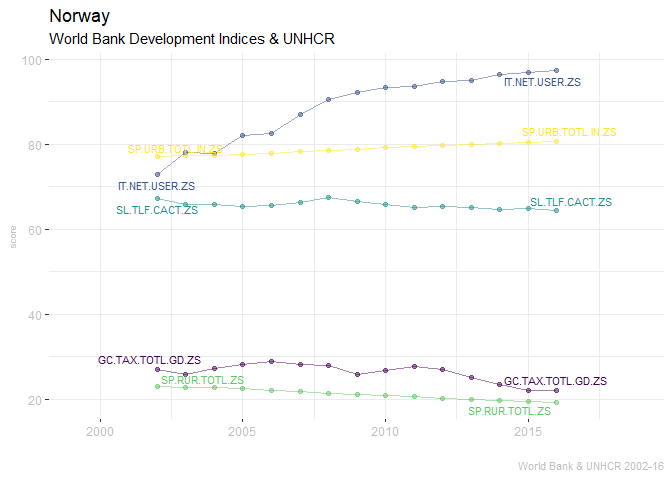 Norway
World Bank Development Indices & UNHCR
100
IT.NET.USER.ZS
SP.URB.TOTL.IN.ZS
80
SP.URB.TOTL.IN.ZS
IT.NET.USER.ZS
SL.TLF.CACT.ZS
SL.TLF.CACT.ZS
score
60
40
GC.TAX.TOTL.GD.ZS
SP.RUR.TOTL.ZS
GC.TAX.TOTL.GD.ZS
20
SP.RUR.TOTL.ZS
2000 2005 2010 2015
World Bank & UNHCR 2002-16